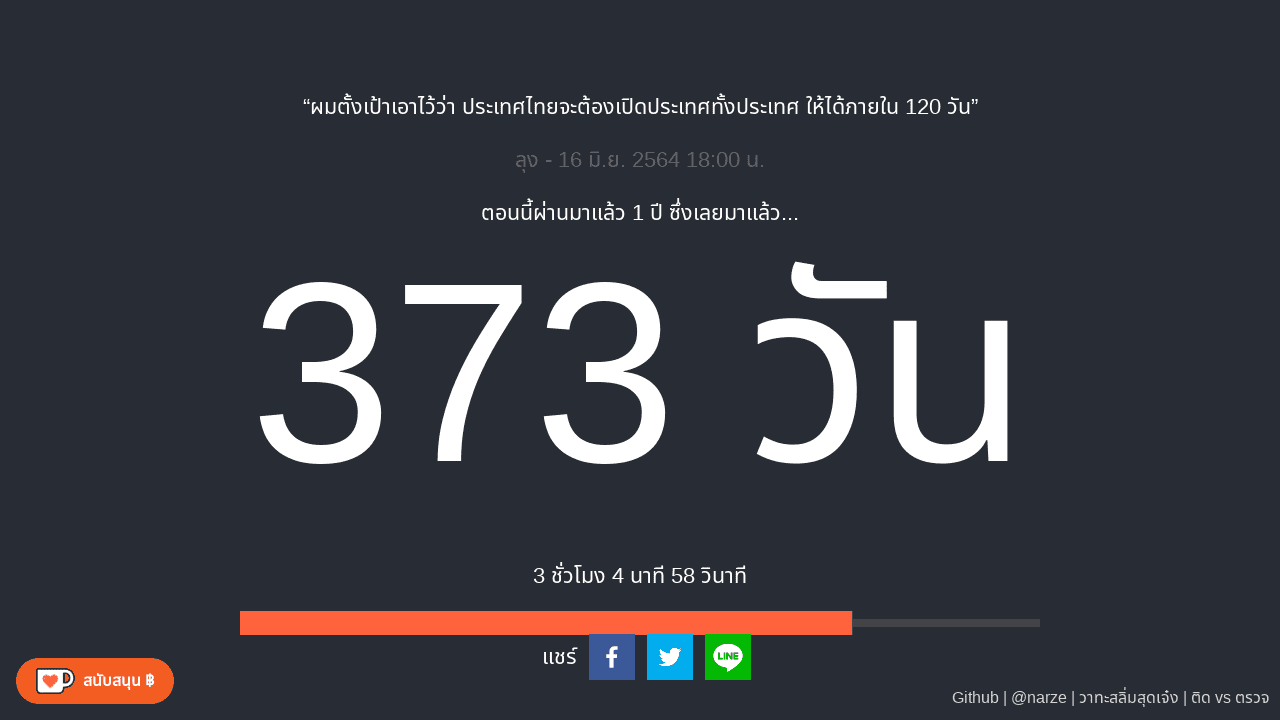 “ผมตั้งเป้าเอาไว้ว่า ประเทศไทยจะต้องเปิดประเทศทั้งประเทศ ให้ได้ภายใน 120 วัน”
ลุง - 16 มิ.ย. 2564 18:00 น.
ตอนนี้ผ่านมาแล้ว 1 ปี ซึ่งเลยมาแล้ว...
373 วัน
3 ชั่วโมง 4 นาที 58 วินาที
แชร์
LINE
สนับสนุน ฿
Github | @narze | วาทะสลิ่มสุดเจ๋ง | ติด vs ตรวจ